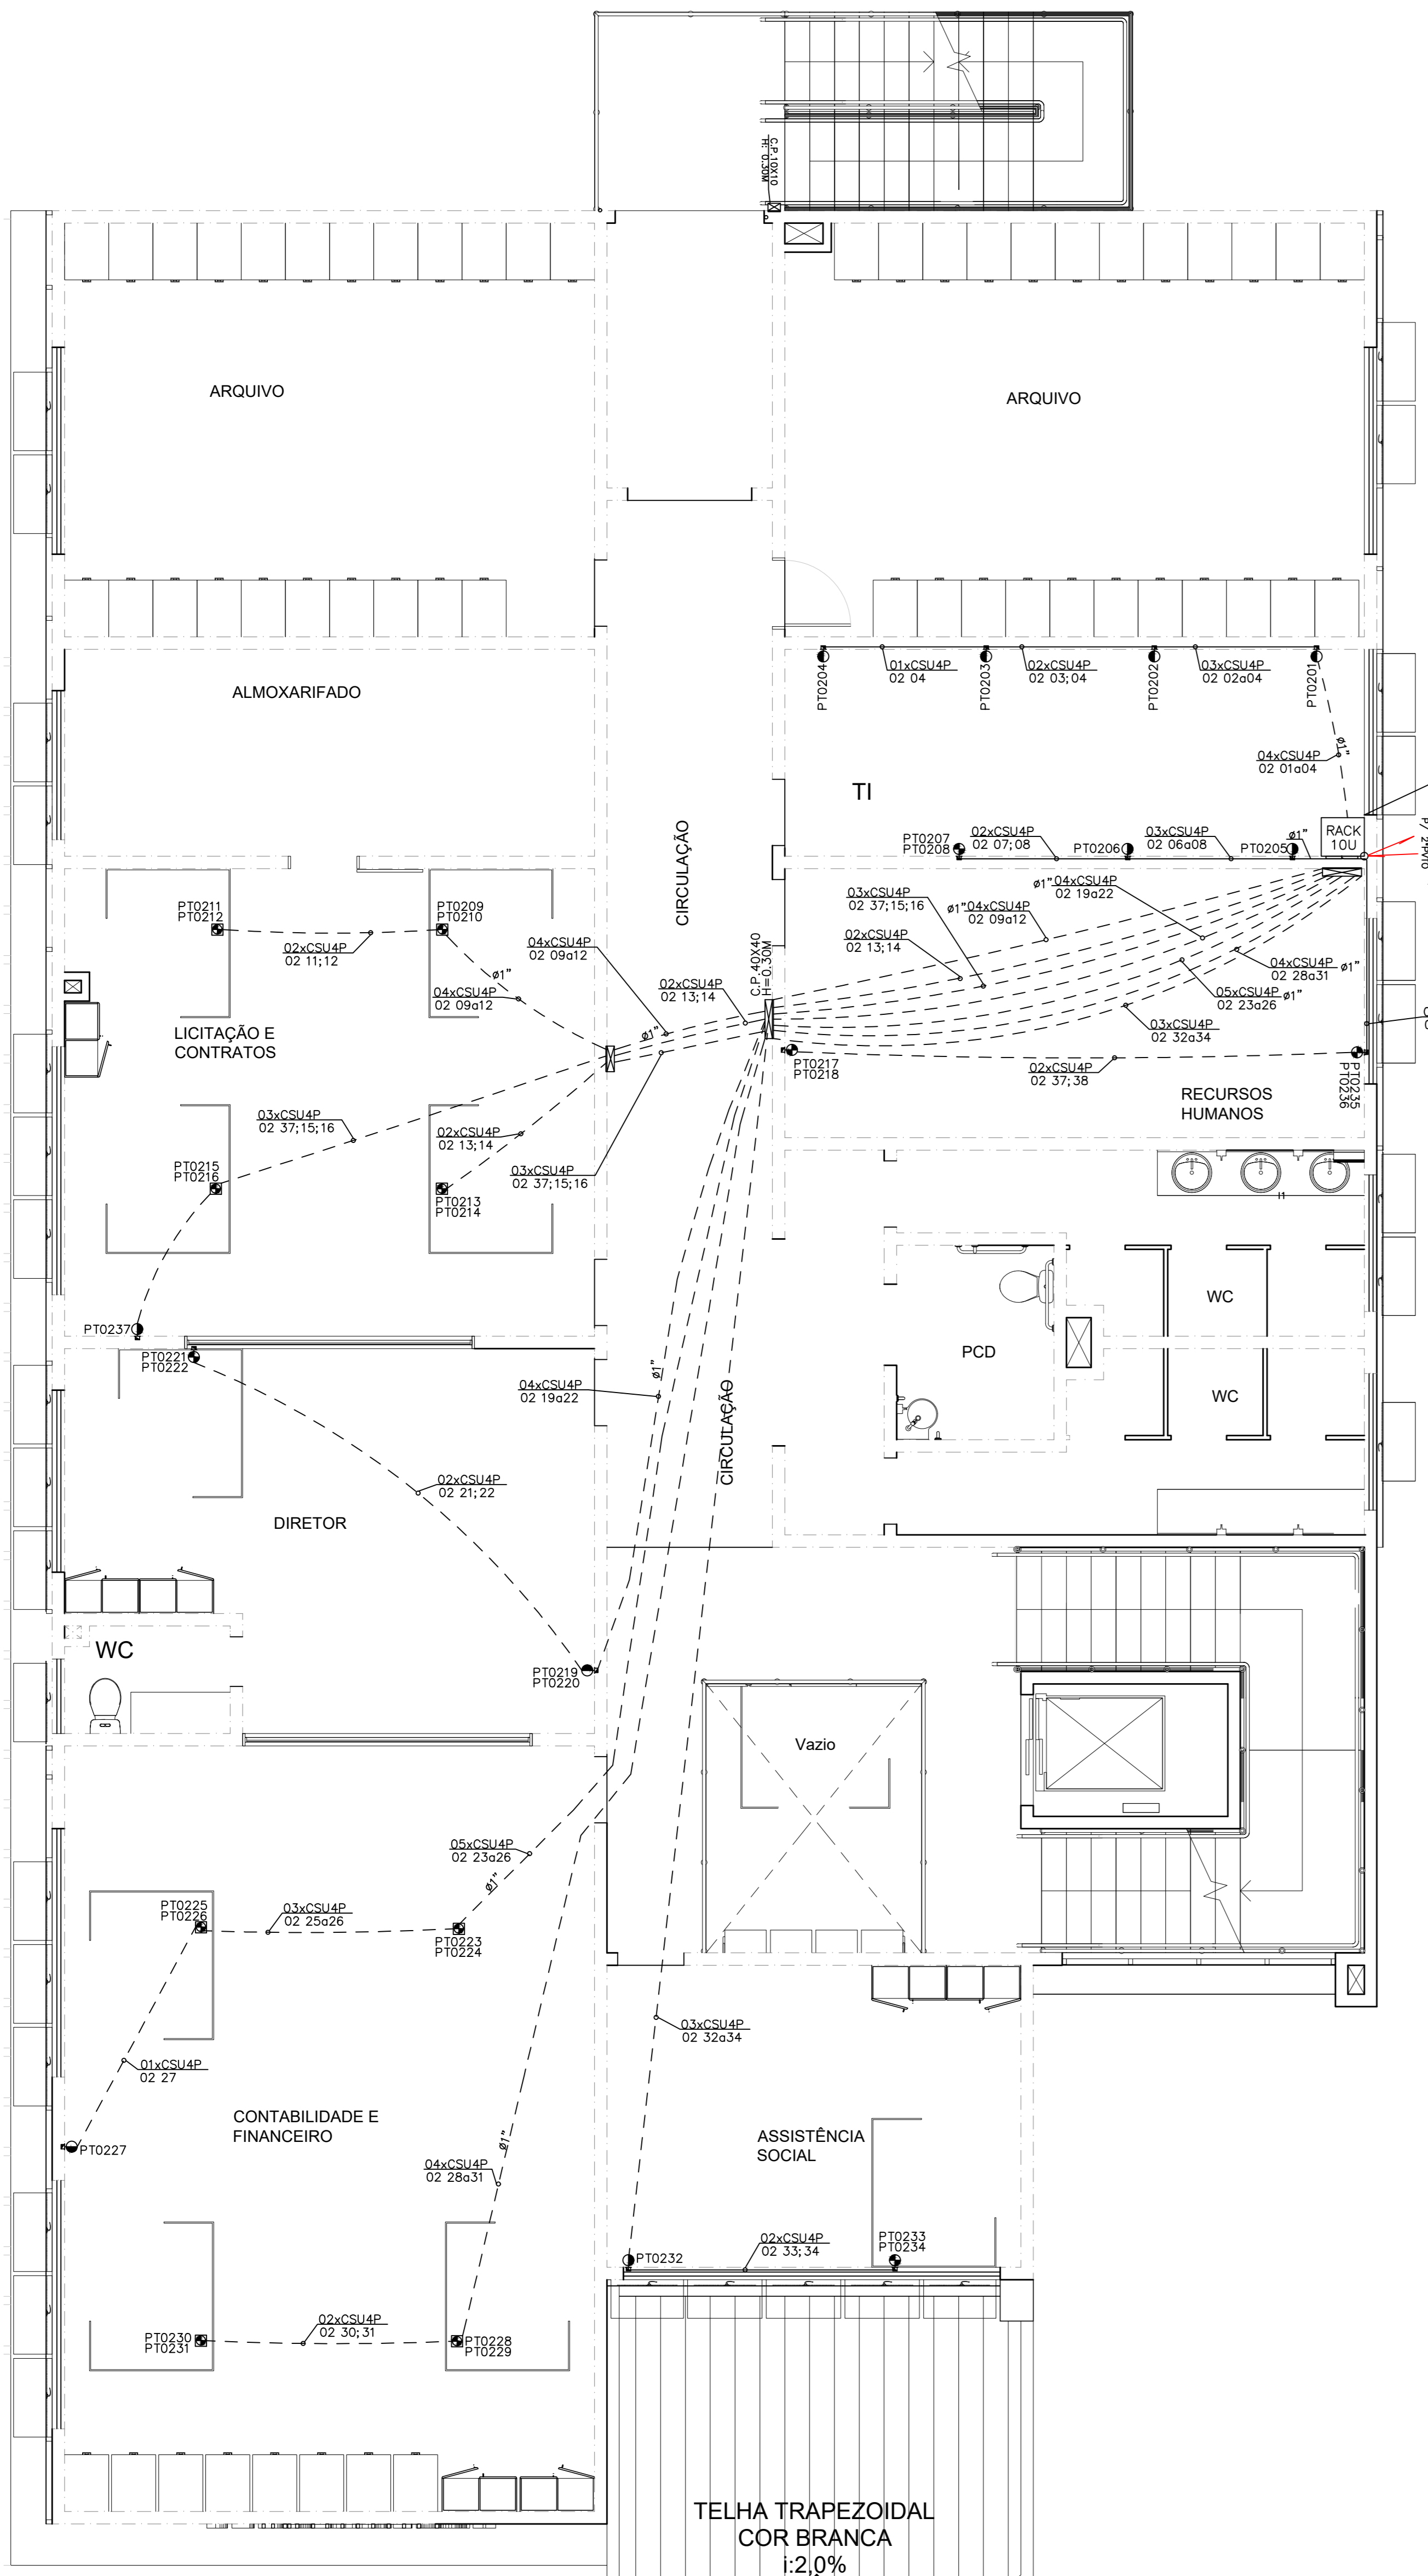 C.P.10X10
H: 0.30M
ARQUIVO
ARQUIVO
ALMOXARIFADO
PT0204
01xCSU4P
02 04
PT0203
02xCSU4P
02 03;04
PT0202
03xCSU4P
02 02a04
PT0201
ø1"
04xCSU4P
02 01a04
TI
CIRCULAÇÃO
RACK
10U
PT0207
PT0208
02xCSU4P
02 07;08
PT0206
03xCSU4P
02 06a08
PT0205
ø1"
03xCSU4P
02 37;15;16
ø1"
04xCSU4P
02 19a22
ø1"
04xCSU4P
02 09a12
02xCSU4P
02 13;14
04xCSU4P
02 28a31
ø1"
05xCSU4P
02 23a26
ø1"
03xCSU4P
02 32a34
C.P.40X40
H=0.30M
PT0217
PT0218
02xCSU4P
02 37;38
PT0235
PT0236
RECURSOS
HUMANOS
PT0211
PT0212
PT0209
PT0210
02xCSU4P
02 11;12
ø1"
04xCSU4P
02 09a12
04xCSU4P
02 09a12
02xCSU4P
02 13;14
ø1"
LICITAÇÃO E
CONTRATOS
03xCSU4P
02 37;15;16
02xCSU4P
02 13;14
03xCSU4P
02 37;15;16
PT0215
PT0216
PT0213
PT0214
PT0237
I1
WC
PCD
WC
PT0221
PT0222
ø1"
04xCSU4P
02 19a22
CIRCULAÇÃO
02xCSU4P
02 21;22
DIRETOR
WC
PT0219
PT0220
Vazio
05xCSU4P
02 23a26
ø1"
PT0225
PT0226
03xCSU4P
02 25a26
PT0223
PT0224
03xCSU4P
02 32a34
01xCSU4P
02 27
CONTABILIDADE E
FINANCEIRO
PT0227
ø1"
04xCSU4P
02 28a31
ASSISTÊNCIA
SOCIAL
PT0232
02xCSU4P
02 33;34
PT0233
PT0234
PT0230
PT0231
02xCSU4P
02 30;31
PT0228
PT0229
TELHA TRAPEZOIDAL
COR BRANCA
i:2,0%